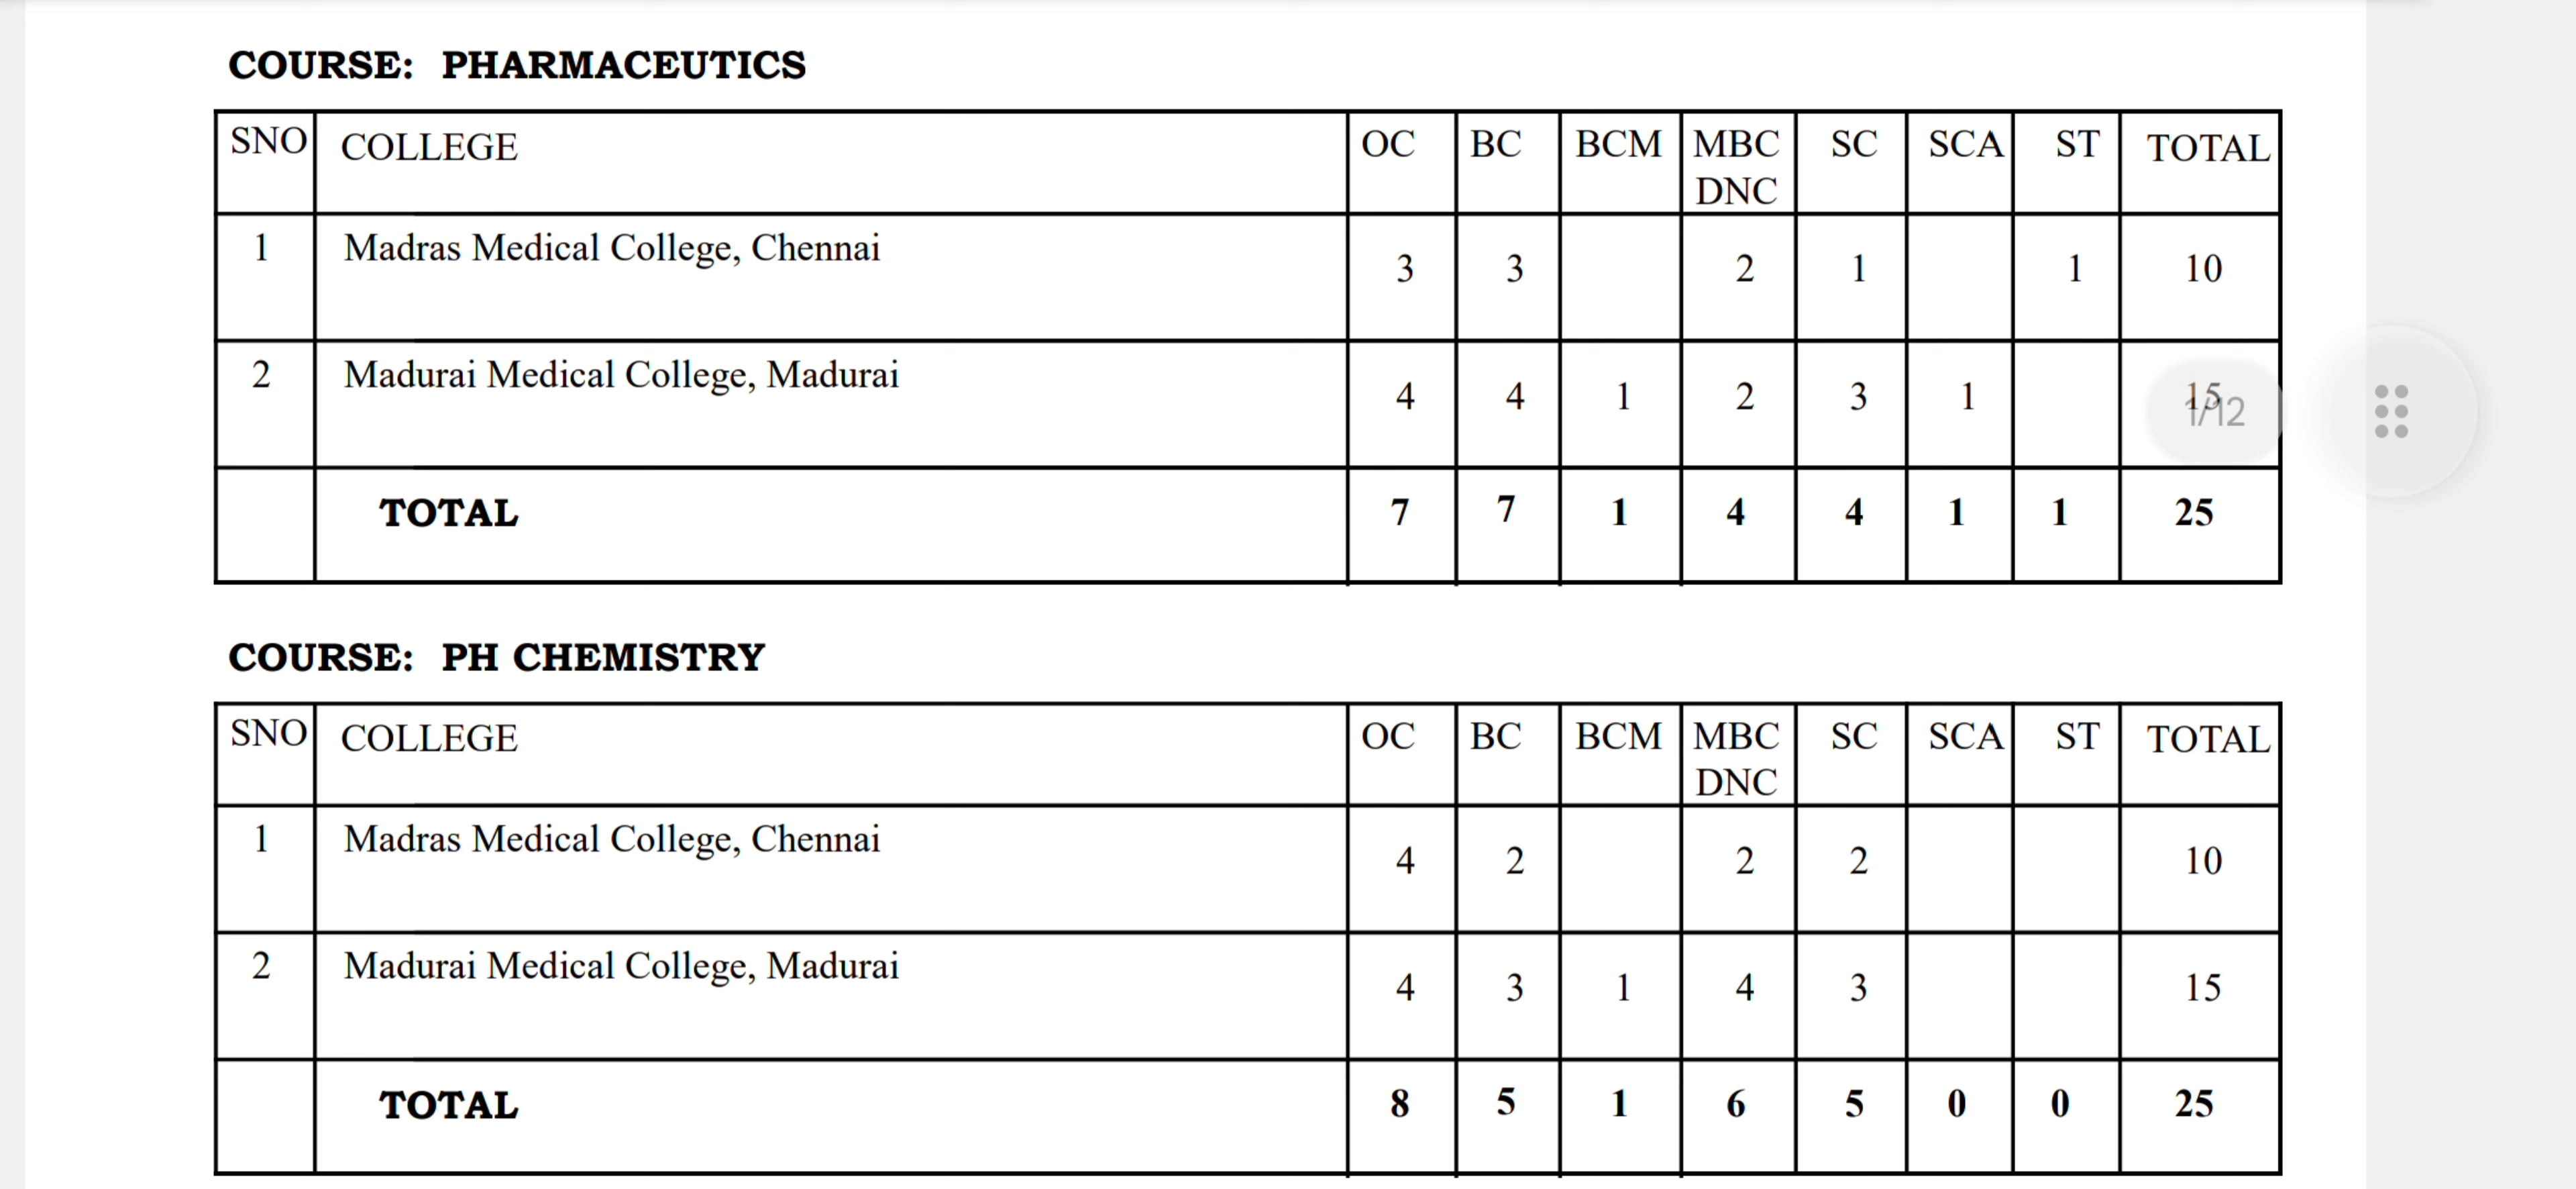 COURSE: PHARMACEUTICS
SNO COLLEGE OC BC BCM MBC DNC SC SCA ST TOTAL
1 Madras Medical College, Chennai 3 3 2 1 1 10
2 Madurai Medical College, Madurai 4 4 1 2 3 1 15
1/12
TOTAL 7 7 1 4 4 1 1 25
COURSE: PH CHEMISTRY
SNO COLLEGE OC BC BCM MBC DNC SC SCA ST TOTAL
1 Madras Medical College, Chennai 4 2 2 2 10
2 Madurai Medical College, Madurai 4 3 1 4 3 15
TOTAL 8 5 1 6 5 0 0 25